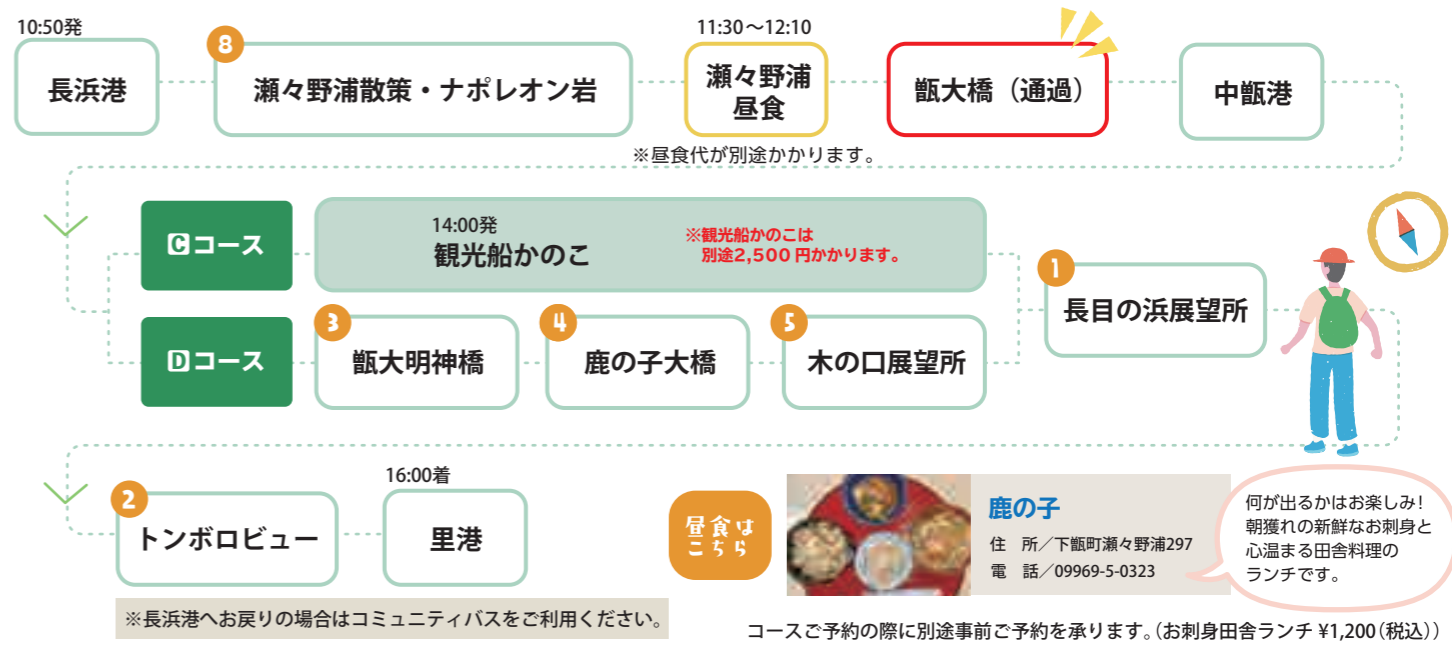 10:50発
長浜港
8
瀬々野浦散策・ナポレオン岩
11:30〜12:10
瀬々野浦
昼食
甑大橋（通過）
中甑港
※昼食代が別途かかります。
Cコース
14:00発
観光船かのこ
※観光船かのこは
別途2,500円かかります。
Dコース
3
甑大明神橋
4
鹿の子大橋
5
木の口展望所
1
長目の浜展望所
2
トンボロビュー
16:00着
里港
※長浜港へお戻りの場合はコミュニティバスをご利用ください。
昼食は
こちら
鹿の子
住　所／下甑町瀬々野浦297
電　話／09969-5-0323
何が出るかはお楽しみ！
朝獲れの新鮮なお刺身と
心温まる田舎料理の
ランチです。
コースご予約の際に別途事前ご予約を承ります。（お刺身田舎ランチ ¥1,200（税込））